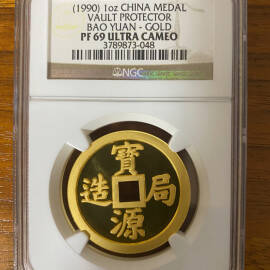 (1990) 1oz CHINA MEDAL
VAULT PROTECTOR
BAO YUAN - GOLD
PF 69 ULTRA CAMEO
3789873-048
NGC
寶
造 局
源